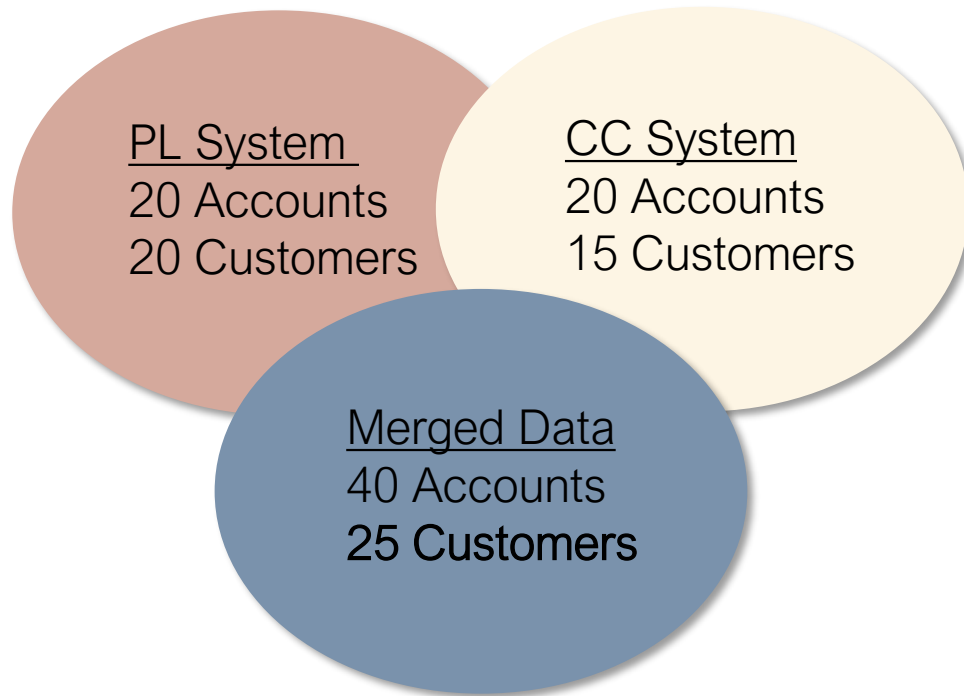 PL System
20 Accounts
20 Customers
CC System
20 Accounts
15 Customers
Merged Data
40 Accounts
25 Customers